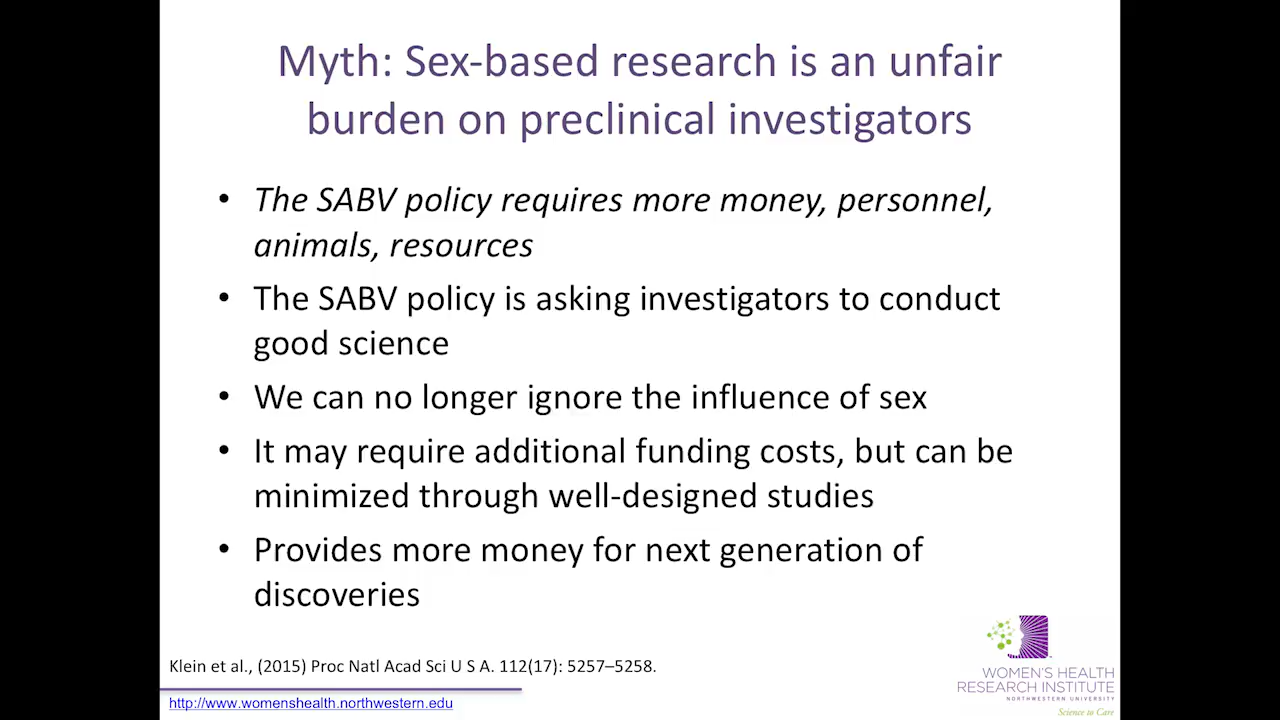 Myth: Sex-based research is an unfair
burden on preclinical investigators
• The SABV policy requires more money, personnel,
animals, resources
• The SABV policy is asking investigators to conduct
good science
• We can no longer ignore the influence of sex
• It may require additional funding costs, but can be
minimized through well-designed studies
• Provides more money for next generation of
discoveries
Klein et al., (2015) Proc Natl Acad Sci U S A. 112(17): 5257–5258.
http://www.womenshealth.northwestern.edu
WOMEN'S HEALTH
RESEARCH INSTITUTE
NORTHWESTERN UNIVERSITY
Science to Care